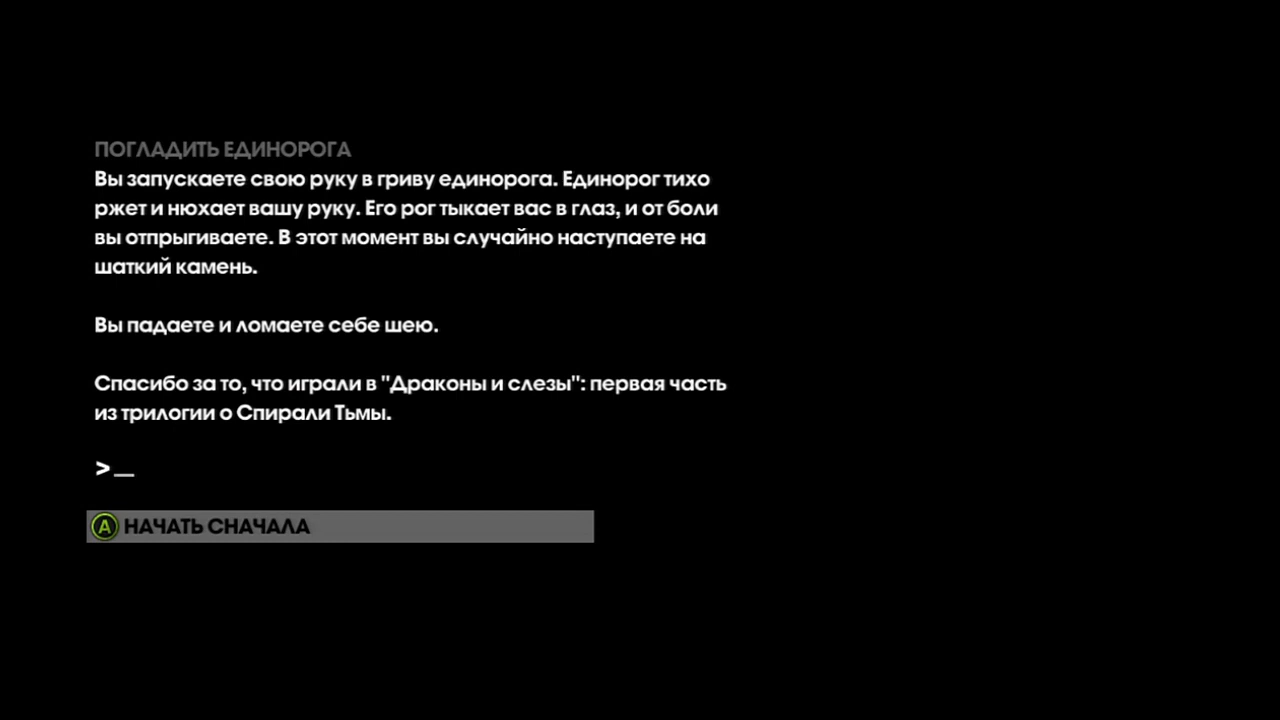 ПОГЛАДИТЬ ЕДИНОРОГА
Вы запускаете свою руку в гриву единорога. Единорог тихо
ржет и нюхает вашу руку. Его рог тыкает вас в глаз, и от боли
вы отпрыгиваете. В этот момент вы случайно наступаете на
шаткий камень.
Вы падаете и ломаете себе шею.
Спасибо за то, что играли в "Драконы и слезы": первая часть
из трилогии о Спирали Тьмы.
>_
A НАЧАТЬ СНАЧАЛА